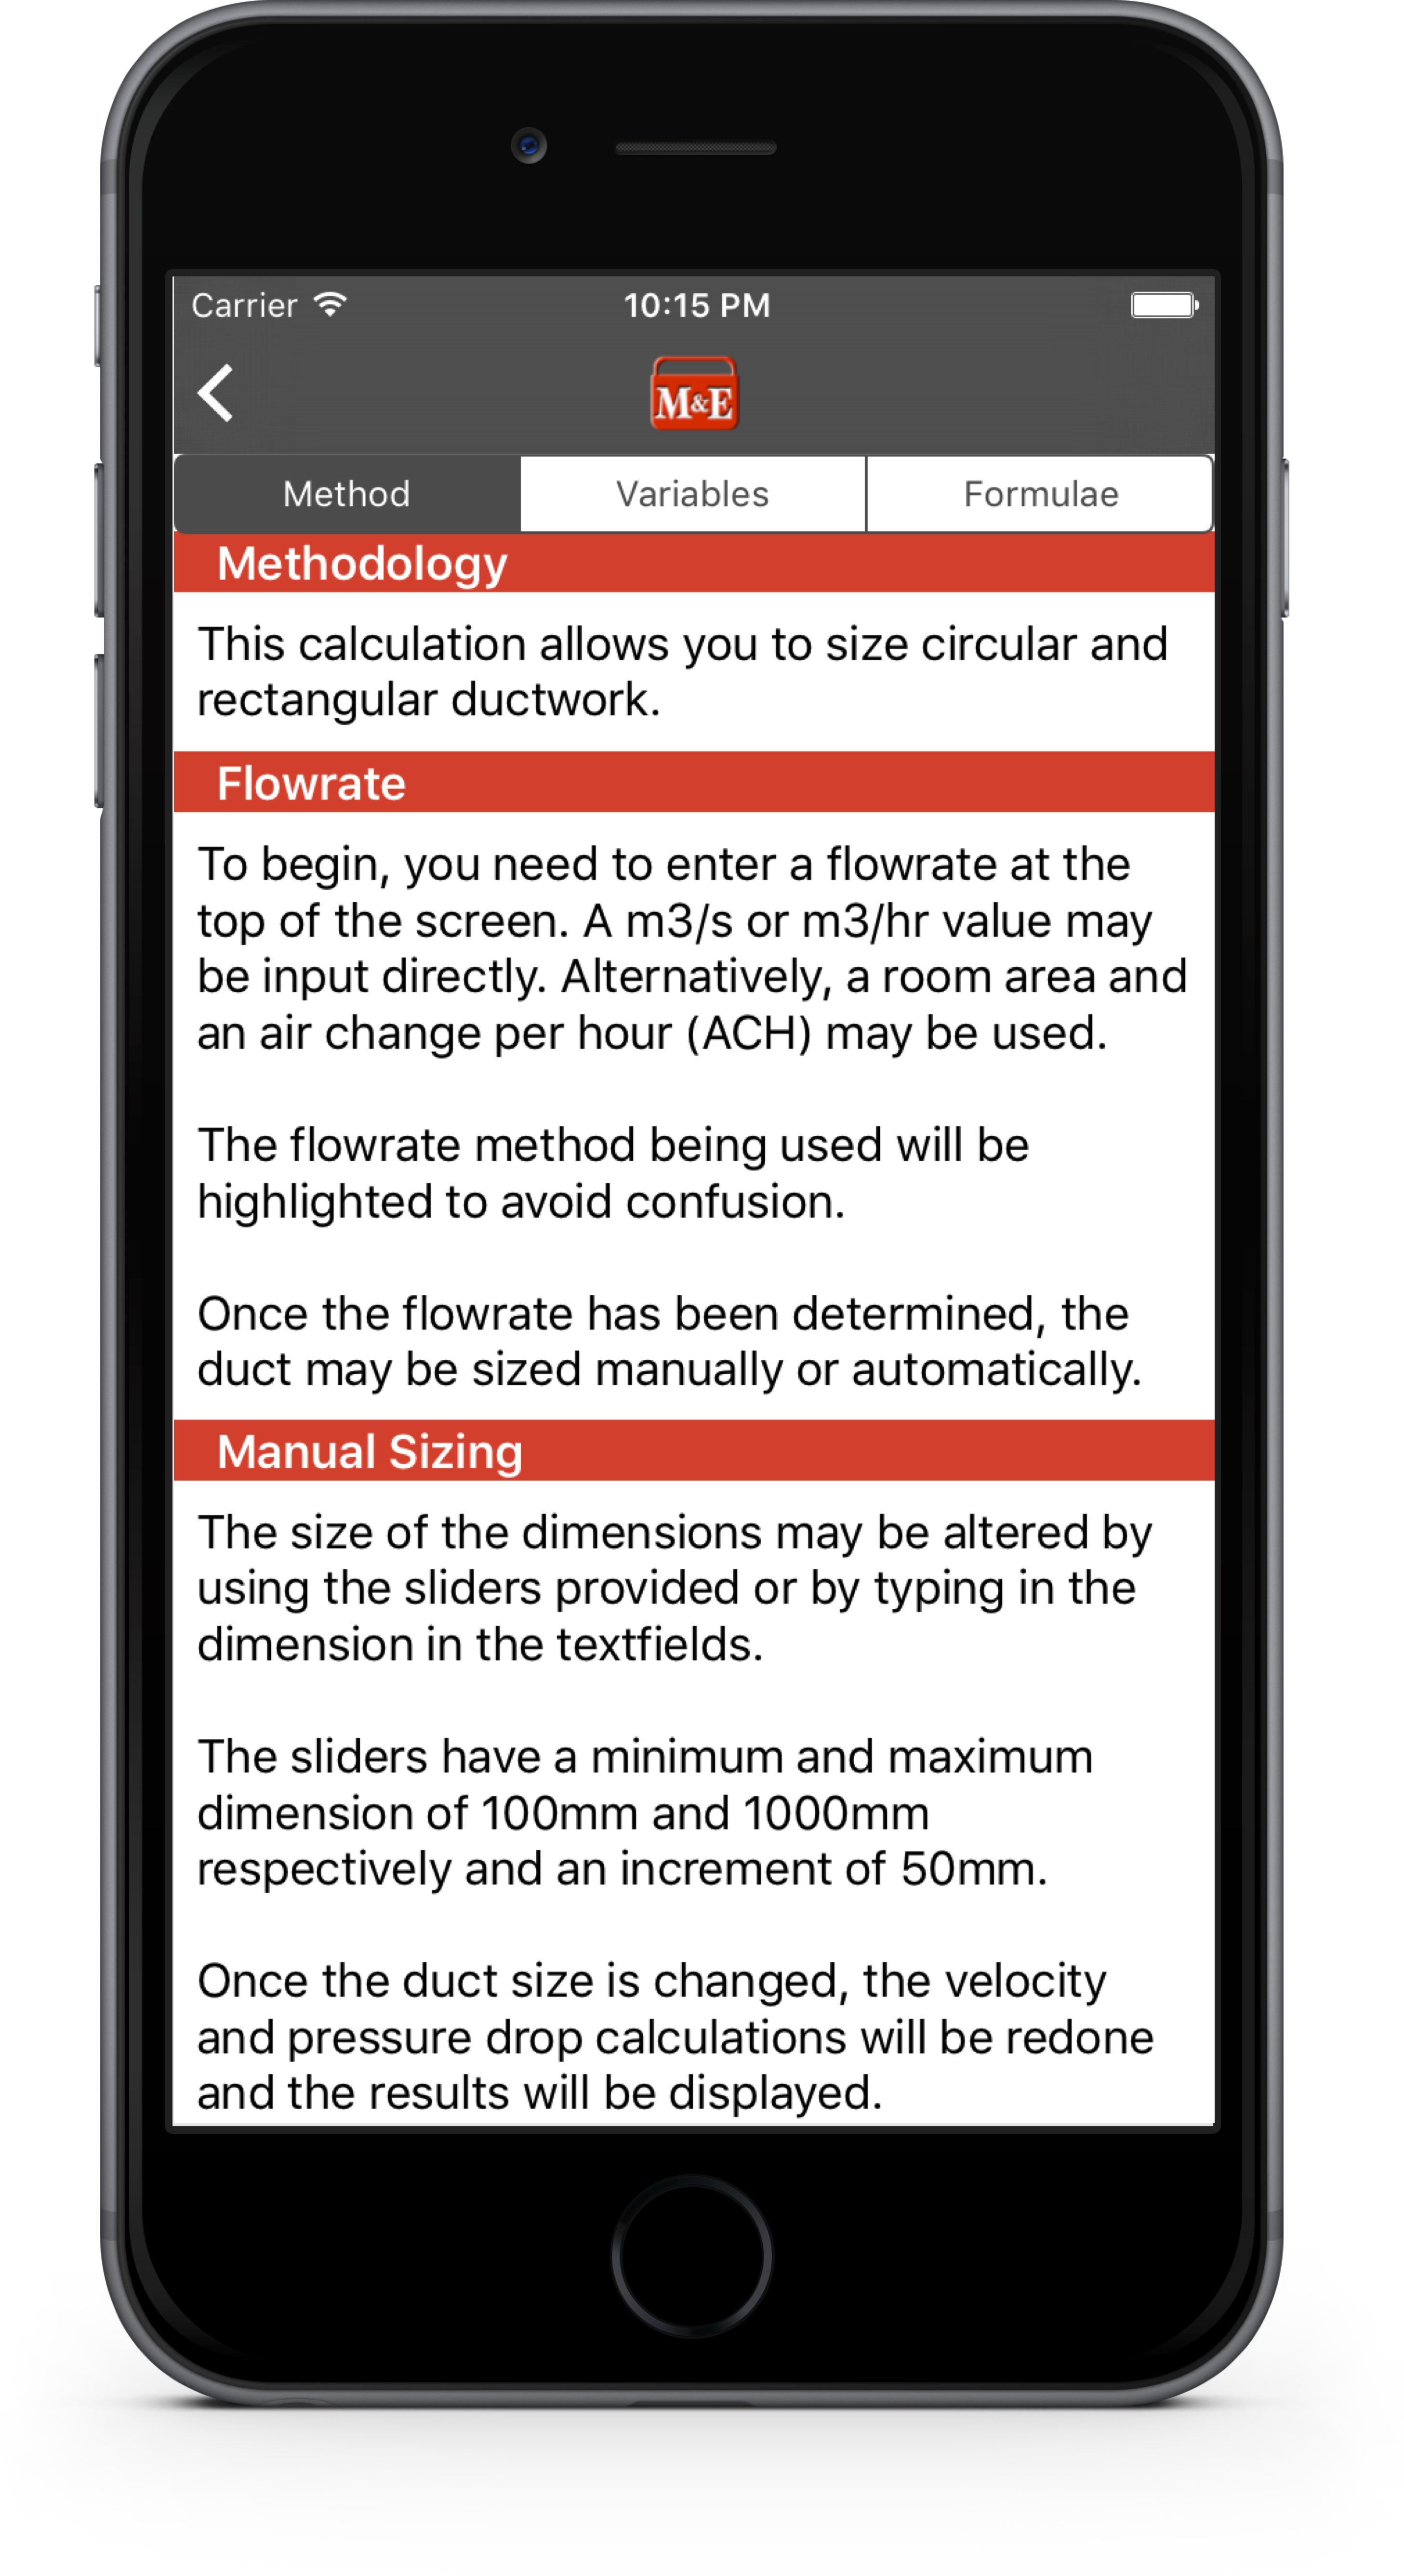 Carrier
10:15 PM
M&E
Method
Variables
Formulae
Methodology
This calculation allows you to size circular and
rectangular ductwork.
Flowrate
To begin, you need to enter a flowrate at the
top of the screen. A m3/s or m3/hr value may
be input directly. Alternatively, a room area and
an air change per hour (ACH) may be used.
The flowrate method being used will be
highlighted to avoid confusion.
Once the flowrate has been determined, the
duct may be sized manually or automatically.
Manual Sizing
The size of the dimensions may be altered by
using the sliders provided or by typing in the
dimension in the textfields.
The sliders have a minimum and maximum
dimension of 100mm and 1000mm
respectively and an increment of 50mm.
Once the duct size is changed, the velocity
and pressure drop calculations will be redone
and the results will be displayed.